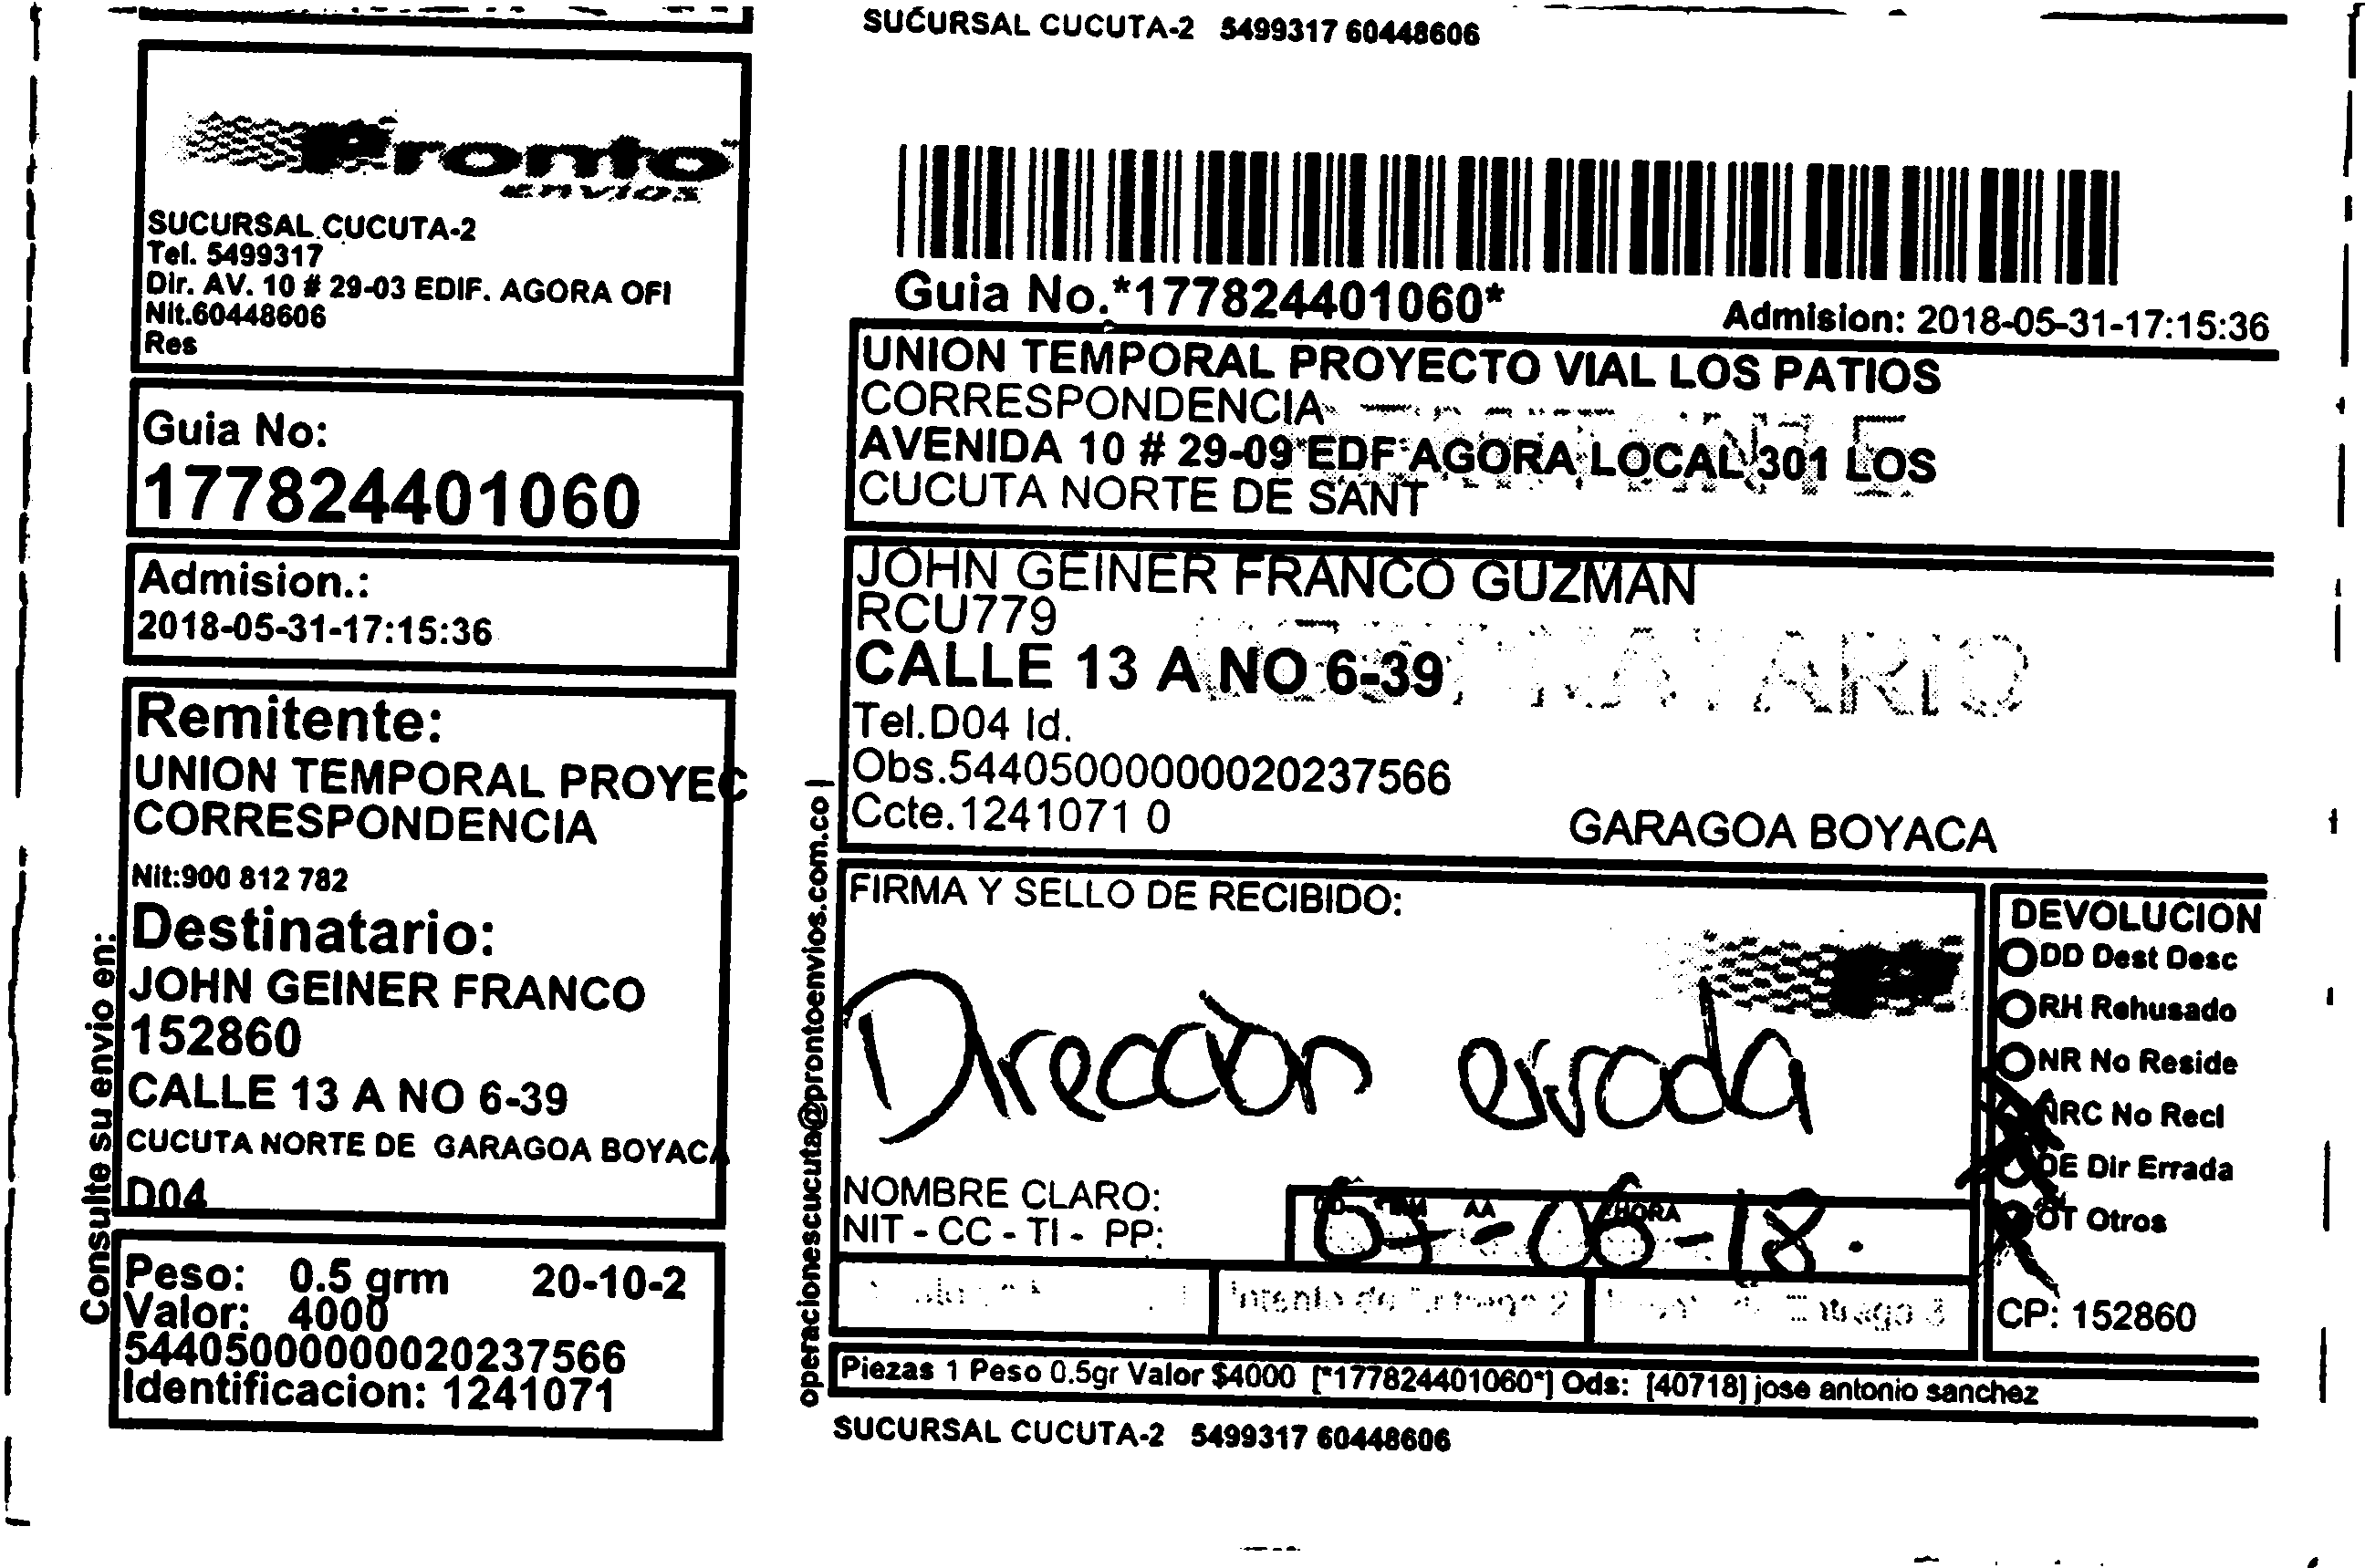 SUCURSAL CUCUTA-2 5499317 60448606
Pronto
envios
SUCURSAL CUCUTA-2
Tel. 5499317
Dir. AV. 10 # 29-03 EDIF. AGORA OFI
Nit.60448606
Res
Guia No:
177824401060
Admision.:
2018-05-31-17:15:36
Remitente:
UNION TEMPORAL PROYEC
CORRESPONDENCIA
Nit:900 812 782
Destinatario:
JOHN GEINER FRANCO
152860
CALLE 13 A NO 6-39
CUCUTA NORTE DE GARAGOA BOYACA
D04
Peso: 0.5 grm 20-10-2
Valor: 4000
544050000000020237566
Identificacion: 1241071
Consulte su envio en:
operacionescucuta@prontoenvios.com.co |
Guia No.*177824401060*
Admision: 2018-05-31-17:15:36
UNION TEMPORAL PROYECTO VIAL LOS PATIOS
CORRESPONDENCIA
AVENIDA 10 # 29-09 EDF AGORA LOCAL 301 LOS
CUCUTA NORTE DE SANT
JOHN GEINER FRANCO GUZMAN
RCU779
CALLE 13 A NO 6-39
Tel.D04 Id.
Obs.544050000000020237566
Ccte.1241071 0
GARAGOA BOYACA
FIRMA Y SELLO DE RECIBIDO:
Dirección errada
NOMBRE CLARO:
NIT - CC - TI - PP:
AA HORA
-06-18.
Intento de Entrega 2
Entrega 3
DEVOLUCION
DD Dest Desc
RH Rehusado
NR No Reside
NRC No Recl
DE Dir Errada
OT Otros
CP: 152860
Piezas 1 Peso 0.5gr Valor $4000 [*177824401060*] Ods: [40718] jose antonio sanchez
SUCURSAL CUCUTA-2 5499317 60448606